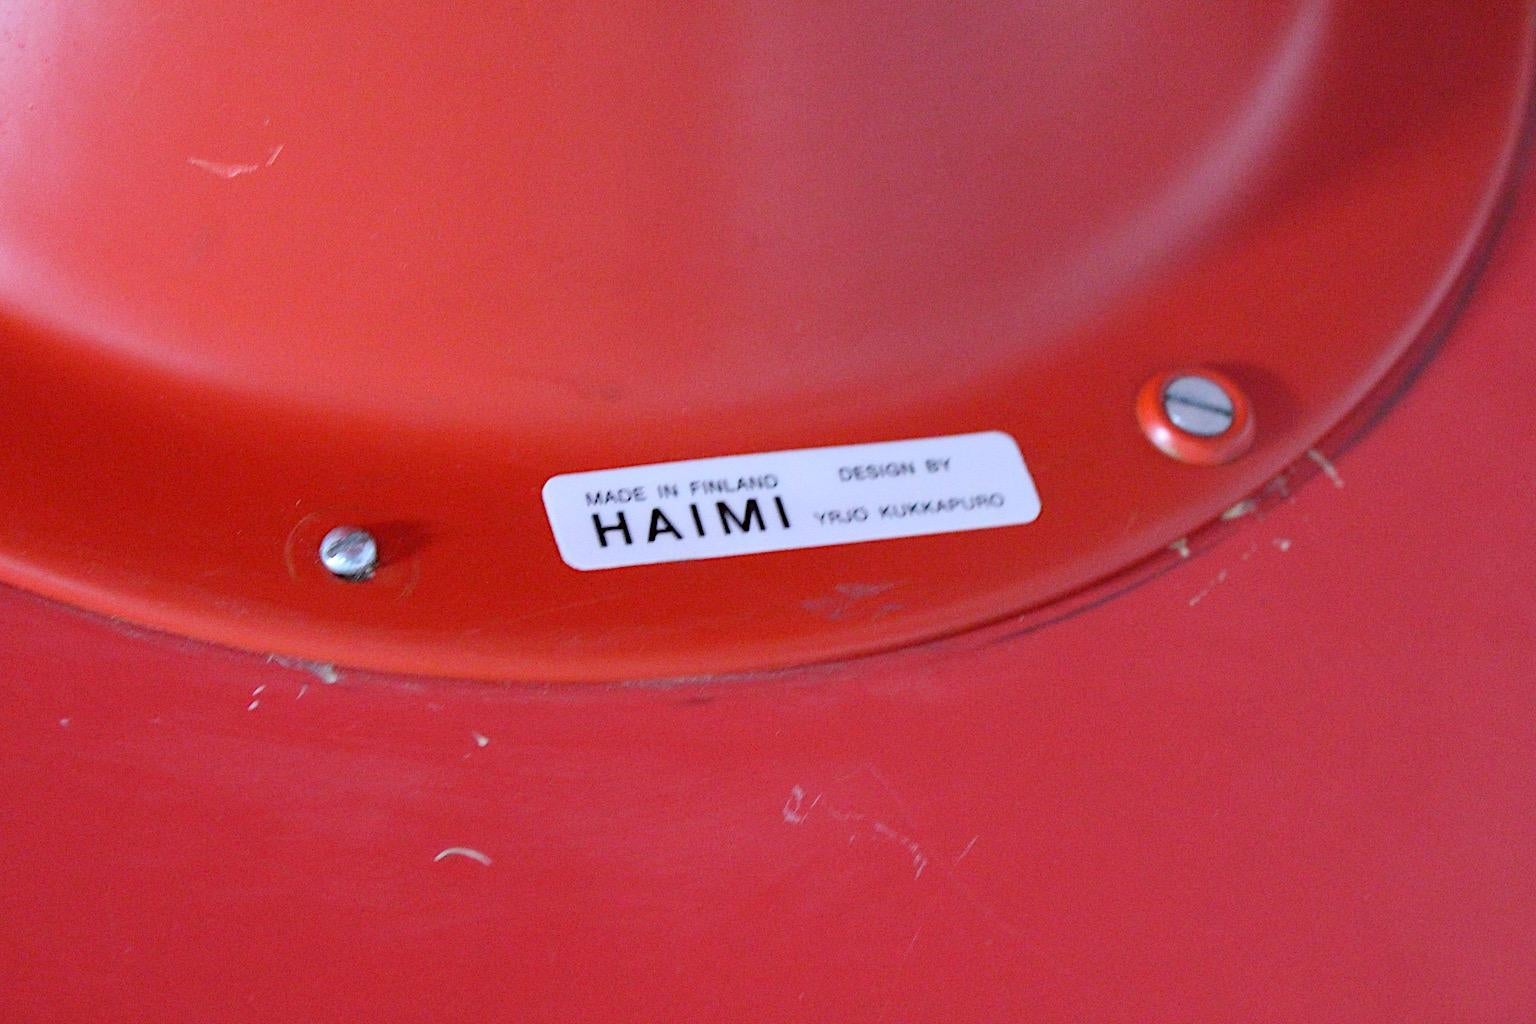 MADE IN FINLAND
HAIMI
DESIGN BY
YRJO KUKKAPURO